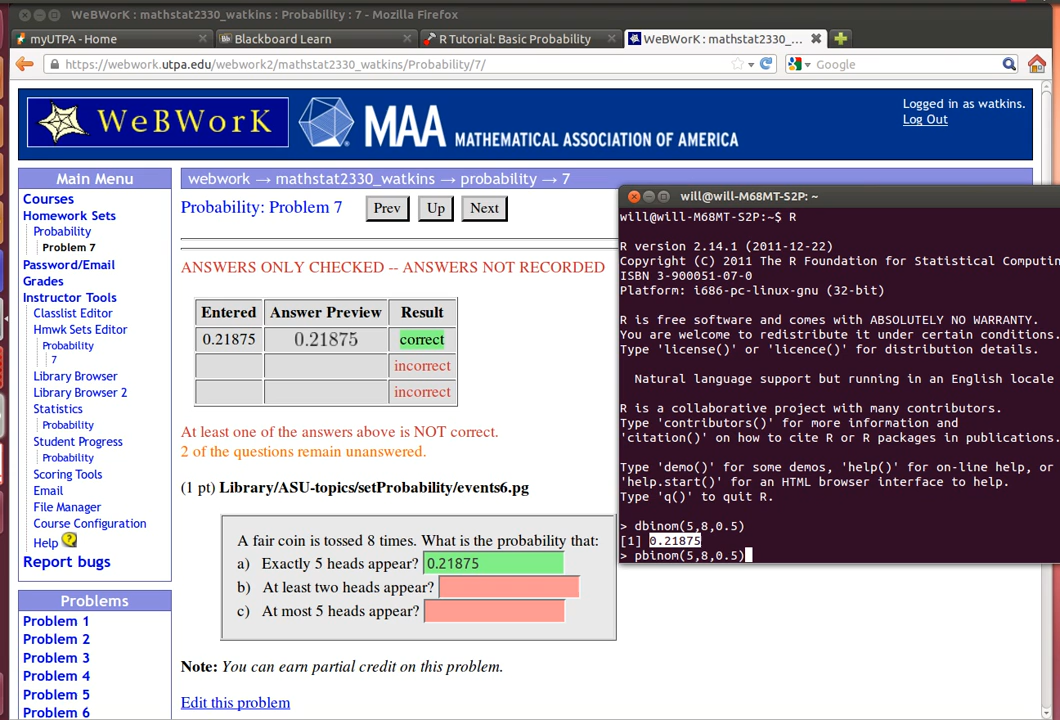 WeBWorK : mathstat2330_watkins : Probability : 7 - Mozilla Firefox
myUTPA - Home
Blackboard Learn
R Tutorial: Basic Probability
WeBWorK : mathstat2330_...
https://webwork.utpa.edu/webwork2/mathstat2330_watkins/Probability/7/
Google
WeBWorK
MAA MATHEMATICAL ASSOCIATION OF AMERICA
Logged in as watkins.
Log Out
Main Menu
Courses
Homework Sets
Probability
Problem 7
Password/Email
Grades
Instructor Tools
Classlist Editor
Hmwk Sets Editor
Probability
7
Library Browser
Library Browser 2
Statistics
Probability
Student Progress
Probability
Scoring Tools
Email
File Manager
Course Configuration
Help
Report bugs
Problems
Problem 1
Problem 2
Problem 3
Problem 4
Problem 5
Problem 6
webwork → mathstat2330_watkins → probability → 7
Probability: Problem 7
Prev
Up
Next
ANSWERS ONLY CHECKED -- ANSWERS NOT RECORDED
Entered Answer Preview Result
0.21875 0.21875 correct
incorrect
incorrect
At least one of the answers above is NOT correct.
2 of the questions remain unanswered.
(1 pt) Library/ASU-topics/setProbability/events6.pg
A fair coin is tossed 8 times. What is the probability that:
a) Exactly 5 heads appear? 0.21875
b) At least two heads appear?
c) At most 5 heads appear?
Note: You can earn partial credit on this problem.
Edit this problem
will@will-M68MT-S2P: ~
will@will-M68MT-S2P:~$ R
R version 2.14.1 (2011-12-22)
Copyright (C) 2011 The R Foundation for Statistical Computin
ISBN 3-900051-07-0
Platform: i686-pc-linux-gnu (32-bit)
R is free software and comes with ABSOLUTELY NO WARRANTY.
You are welcome to redistribute it under certain conditions.
Type 'license()' or 'licence()' for distribution details.
Natural language support but running in an English locale
R is a collaborative project with many contributors.
Type 'contributors()' for more information and
'citation()' on how to cite R or R packages in publications.
Type 'demo()' for some demos, 'help()' for on-line help, or
'help.start()' for an HTML browser interface to help.
Type 'q()' to quit R.
> dbinom(5,8,0.5)
[1] 0.21875
> pbinom(5,8,0.5)